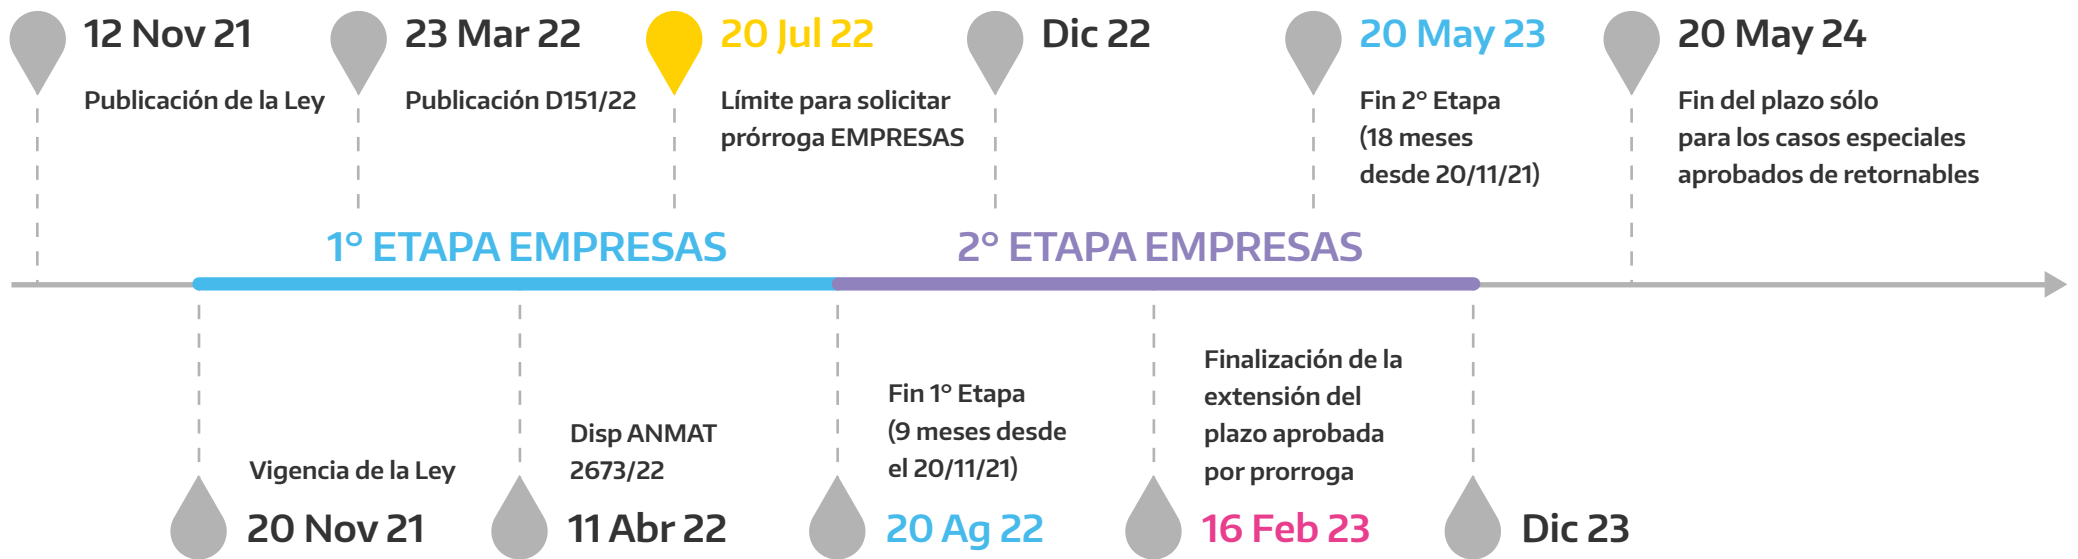 12 Nov 21
Publicación de la Ley
23 Mar 22
Publicación D151/22
20 Jul 22
Límite para solicitar
prórroga EMPRESAS
Dic 22
20 May 23
Fin 2° Etapa
(18 meses
desde 20/11/21)
20 May 24
Fin del plazo sólo
para los casos especiales
aprobados de retornables
1° ETAPA EMPRESAS
2° ETAPA EMPRESAS
Vigencia de la Ley
20 Nov 21
Disp ANMAT
2673/22
11 Abr 22
Fin 1° Etapa
(9 meses desde
el 20/11/21)
20 Ag 22
Finalización de la
extensión del
plazo aprobada
por prorroga
16 Feb 23
Dic 23